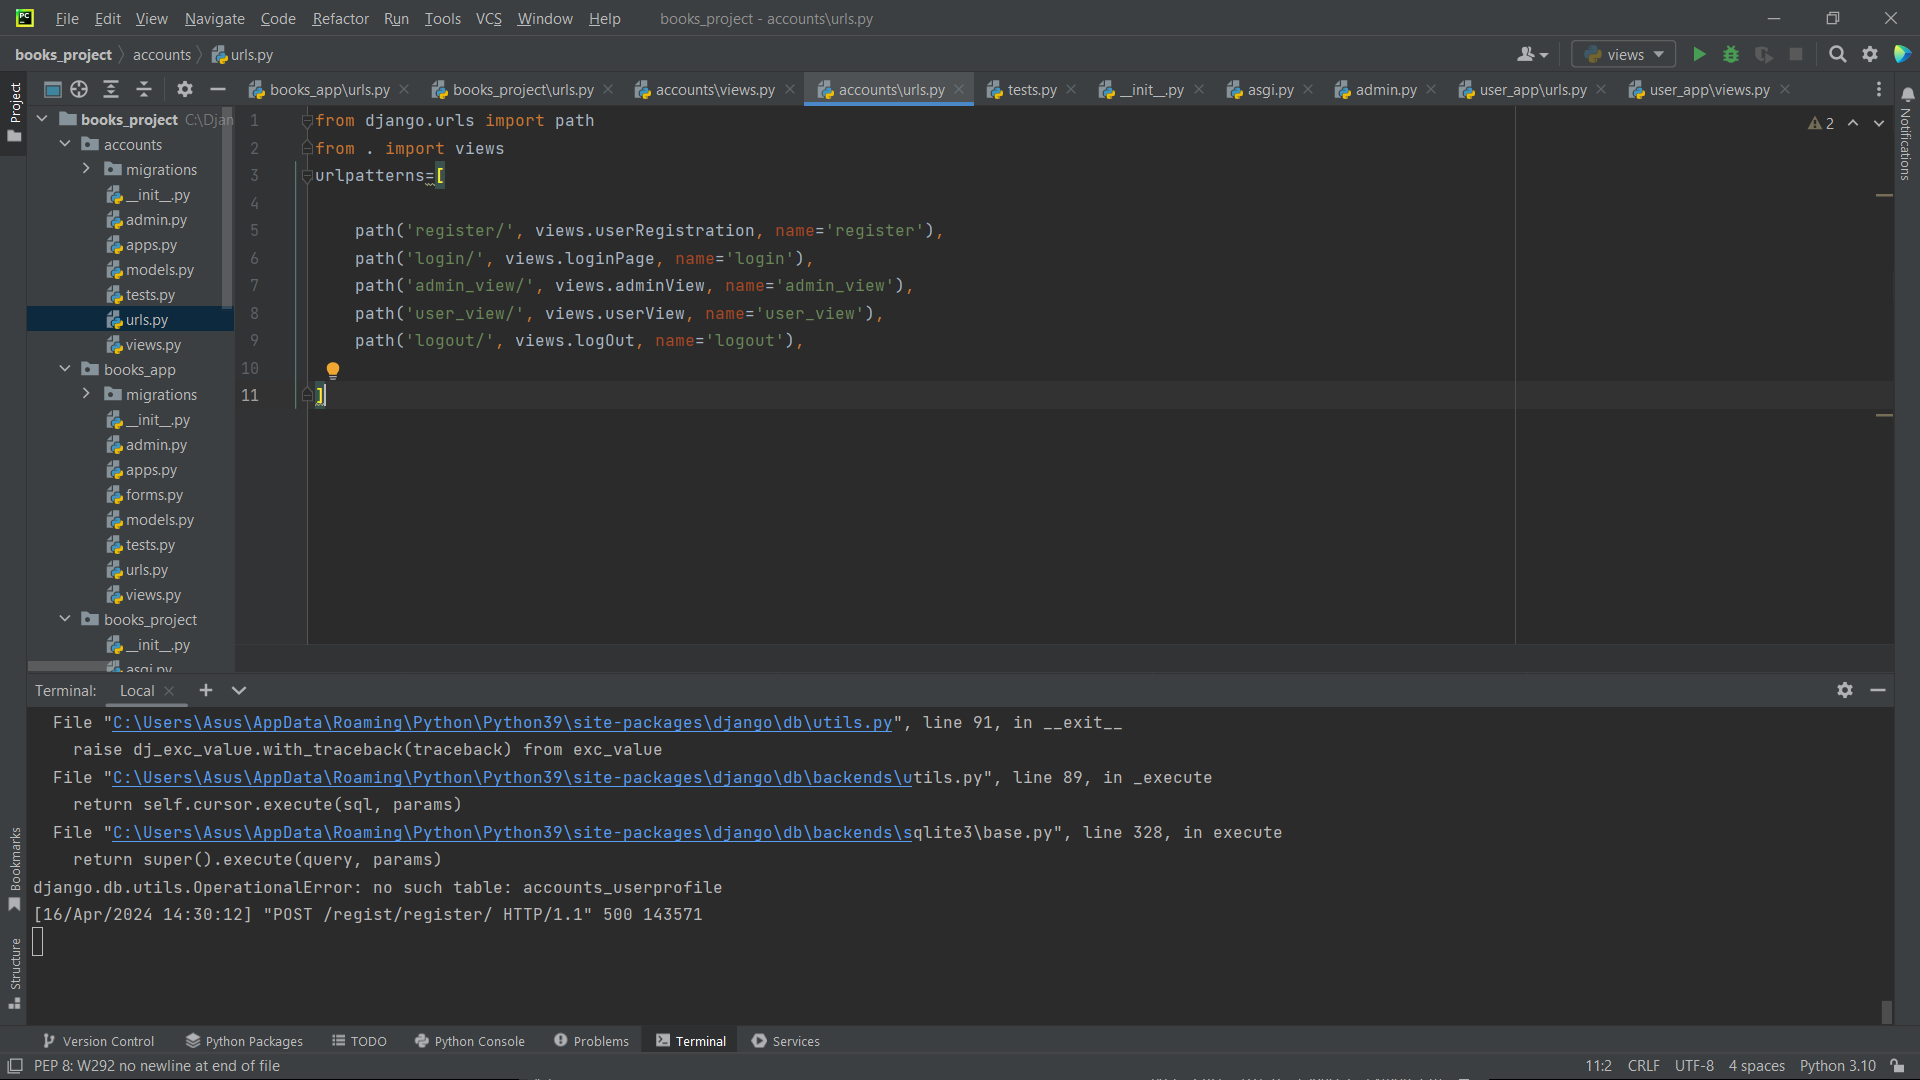 PC
File Edit View Navigate Code Refactor Run Tools VCS Window Help books_project - accounts\urls.py
books_project accounts urls.py
views
Project
books_app\urls.py books_project\urls.py accounts\views.py accounts\urls.py tests.py __init__.py asgi.py admin.py user_app\urls.py user_app\views.py
Notifications
books_project C:\Djan
accounts
migrations
__init__.py
admin.py
apps.py
models.py
tests.py
urls.py
views.py
books_app
migrations
__init__.py
admin.py
apps.py
forms.py
models.py
tests.py
urls.py
views.py
books_project
__init__.py
asgi.py
2
1 from django.urls import path
2 from . import views
3 urlpatterns=[
4
5 path('register/', views.userRegistration, name='register'),
6 path('login/', views.loginPage, name='login'),
7 path('admin_view/', views.adminView, name='admin_view'),
8 path('user_view/', views.userView, name='user_view'),
9 path('logout/', views.logOut, name='logout'),
10
11 ]
Terminal: Local
File "C:\Users\Asus\AppData\Roaming\Python\Python39\site-packages\django\db\utils.py", line 91, in __exit__
raise dj_exc_value.with_traceback(traceback) from exc_value
File "C:\Users\Asus\AppData\Roaming\Python\Python39\site-packages\django\db\backends\utils.py", line 89, in _execute
return self.cursor.execute(sql, params)
File "C:\Users\Asus\AppData\Roaming\Python\Python39\site-packages\django\db\backends\sqlite3\base.py", line 328, in execute
return super().execute(query, params)
django.db.utils.OperationalError: no such table: accounts_userprofile
[16/Apr/2024 14:30:12] "POST /regist/register/ HTTP/1.1" 500 143571
Bookmarks
Structure
Version Control Python Packages TODO Python Console Problems Terminal Services
PEP 8: W292 no newline at end of file 11:2 CRLF UTF-8 4 spaces Python 3.10